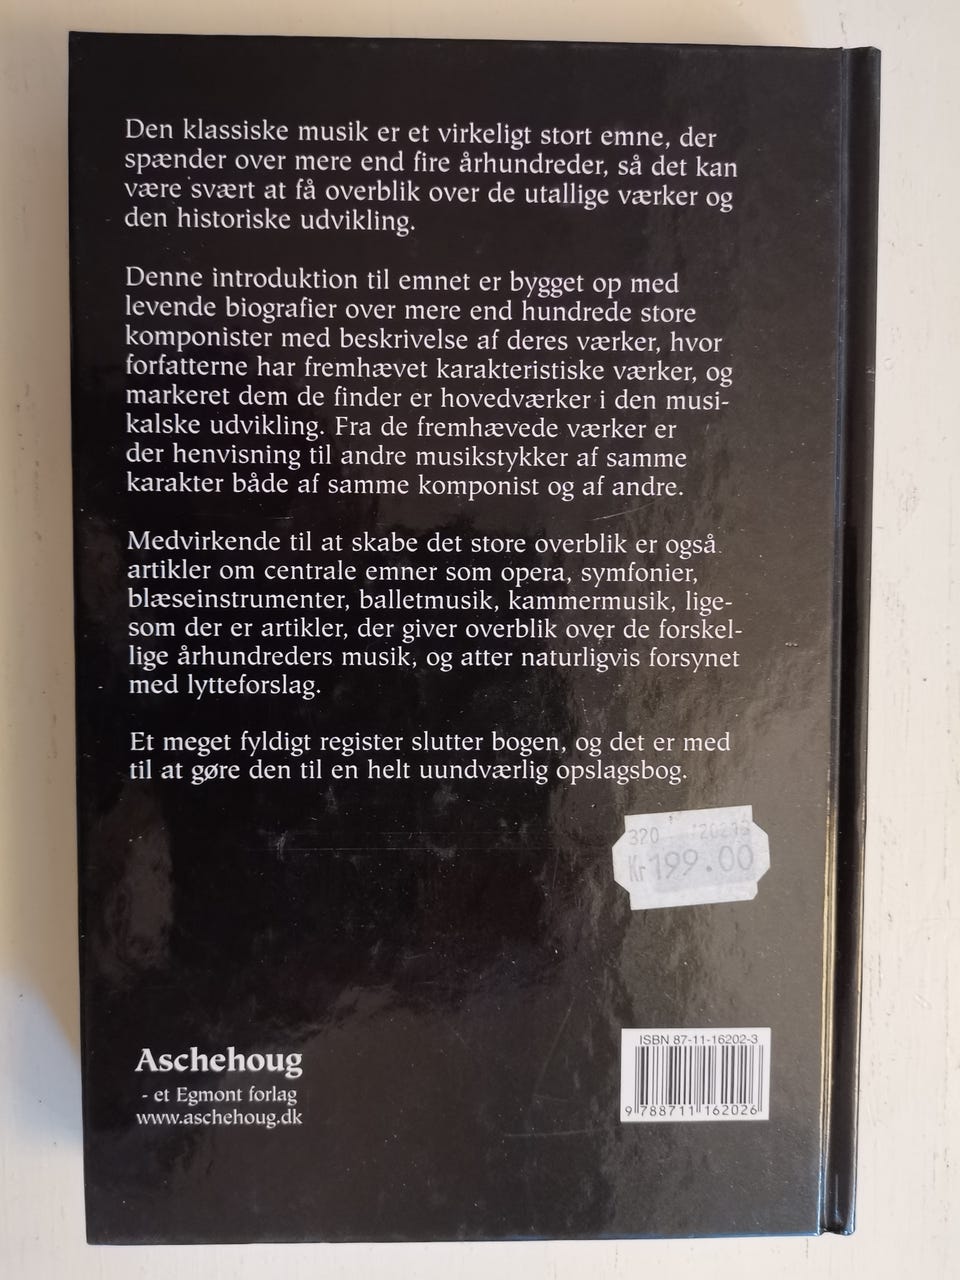 Den klassiske musik er et virkeligt stort emne, der
spænder over mere end fire århundreder, så det kan
være svært at få overblik over de utallige værker og
den historiske udvikling.
Denne introduktion til emnet er bygget op med
levende biografier over mere end hundrede store
komponister med beskrivelse af deres værker, hvor
forfatterne har fremhævet karakteristiske værker, og
markeret dem de finder er hovedværker i den musi-
kalske udvikling. Fra de fremhævede værker er
der henvisning til andre musikstykker af samme
karakter både af samme komponist og af andre.
Medvirkende til at skabe det store overblik er også
artikler om centrale emner som opera, symfonier,
blæseinstrumenter, balletmusik, kammermusik, lige-
som der er artikler, der giver overblik over de forskel-
lige århundreders musik, og atter naturligvis forsynet
med lytteforslag.
Et meget fyldigt register slutter bogen, og det er med
til at gøre den til en helt uundværlig opslagsbog.
320
Kr 199.00
Aschehoug
- et Egmont forlag
www.aschehoug.dk
ISBN 87-11-16202-3
9 788711 162026